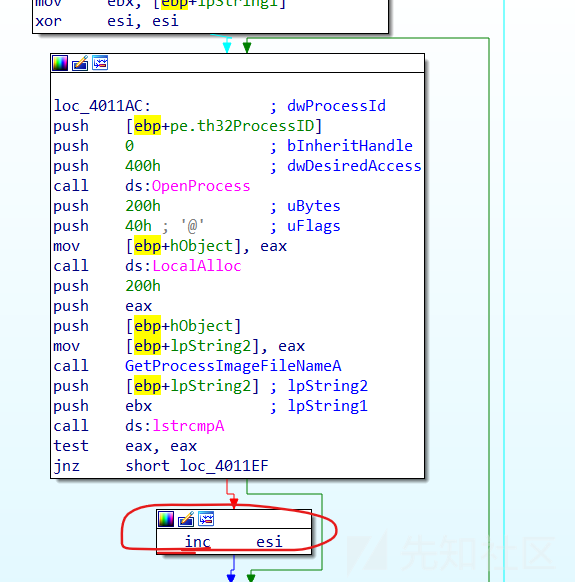 mov ebx, [ebp+lpString1]
xor esi, esi
loc_4011AC: ; dwProcessId
push [ebp+pe.th32ProcessID]
push 0 ; bInheritHandle
push 400h ; dwDesiredAccess
call ds:OpenProcess
push 200h ; uBytes
push 40h ; '@' ; uFlags
mov [ebp+hObject], eax
call ds:LocalAlloc
push 200h
push eax
push [ebp+hObject]
mov [ebp+lpString2], eax
call GetProcessImageFileNameA
push [ebp+lpString2] ; lpString2
push ebx ; lpString1
call ds:lstrcmpA
test eax, eax
jnz short loc_4011EF
inc esi
先知社区